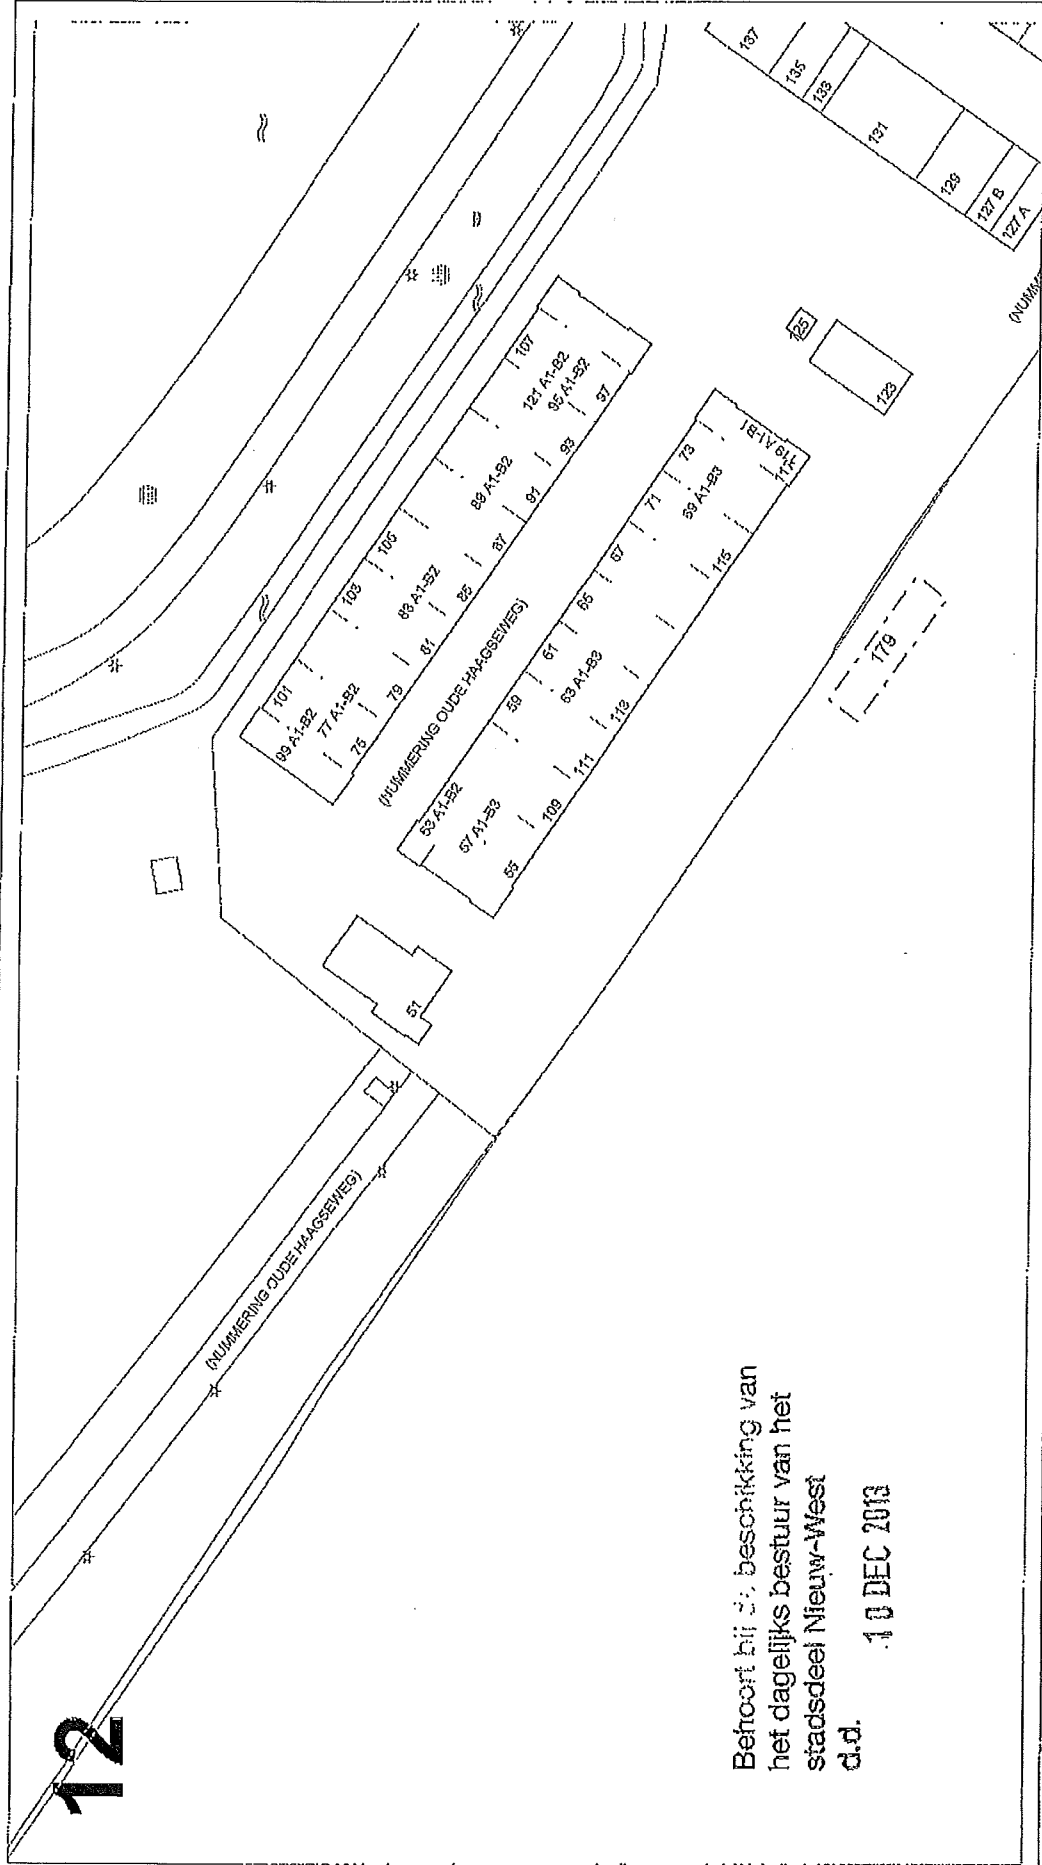 12
(NUMMERING OUDE HAAGSEWEG)
51
99 A1-B2
101
77 A1-B2
75
79
81
103
105
83 A1-B2
85
87
89 A1-B2
91
93
107
121 A1-B2
95 A1-B2
97
(NUMMERING OUDE HAAGSEWEG)
53 A1-B2
57 A1-B3
55
109
111
113
59
61
63 A1-B3
65
67
71
73
69 A1-B3
115
117
119 A1-B1
123
125
127 A
127 B
129
131
133
135
137
179
(NUMM
Behoort bij beschikking van
het dagelijks bestuur van het
stadsdeel Nieuw-West
d.d.
10 DEC 2013